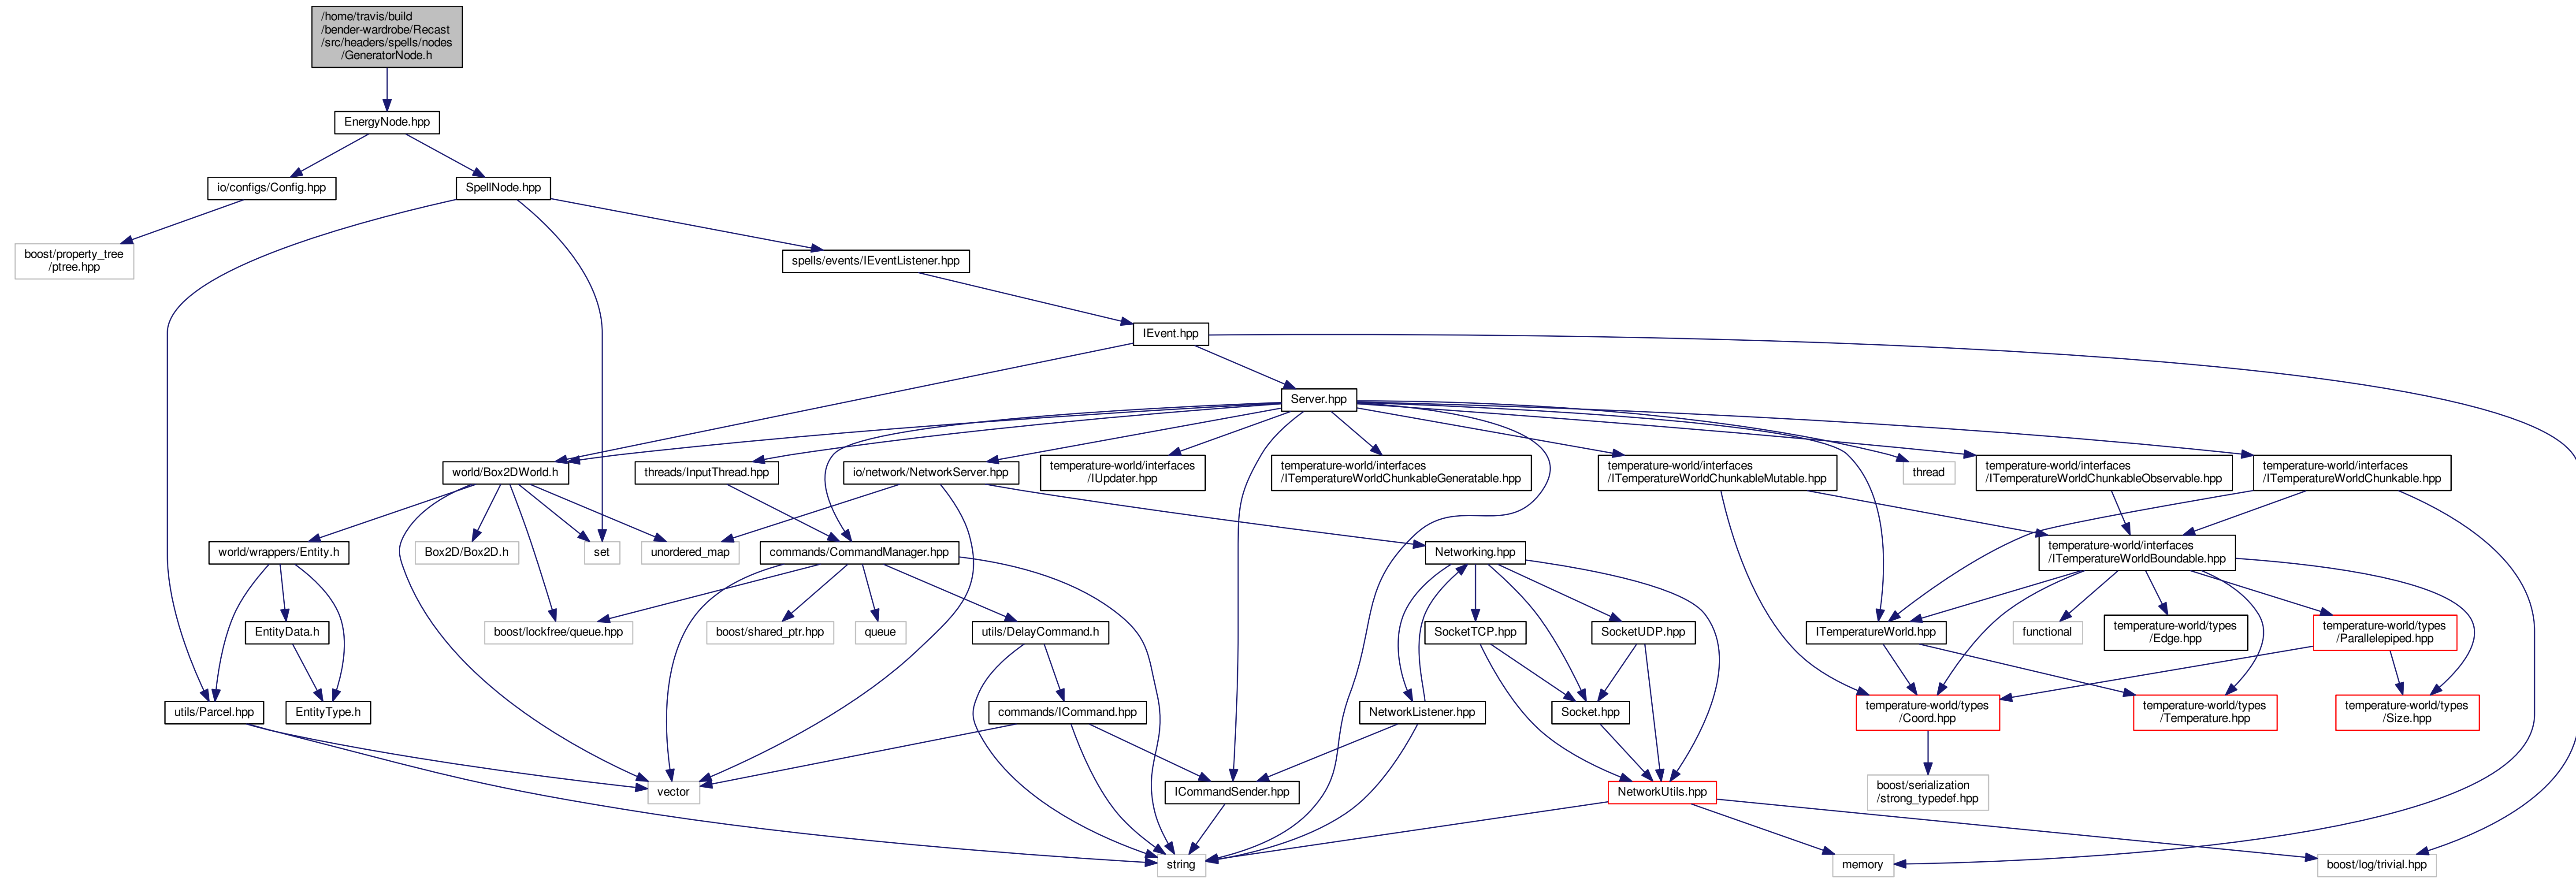 /home/travis/build
/bender-wardrobe/Recast
/src/headers/spells/nodes
/GeneratorNode.h
EnergyNode.hpp
io/configs/Config.hpp
SpellNode.hpp
boost/property_tree
/ptree.hpp
spells/events/IEventListener.hpp
IEvent.hpp
Server.hpp
world/Box2DWorld.h
threads/InputThread.hpp
io/network/NetworkServer.hpp
temperature-world/interfaces
/IUpdater.hpp
temperature-world/interfaces
/ITemperatureWorldChunkableGeneratable.hpp
temperature-world/interfaces
/ITemperatureWorldChunkableMutable.hpp
thread
temperature-world/interfaces
/ITemperatureWorldChunkableObservable.hpp
temperature-world/interfaces
/ITemperatureWorldChunkable.hpp
world/wrappers/Entity.h
Box2D/Box2D.h
set
unordered_map
commands/CommandManager.hpp
Networking.hpp
temperature-world/interfaces
/ITemperatureWorldBoundable.hpp
EntityData.h
boost/lockfree/queue.hpp
boost/shared_ptr.hpp
queue
utils/DelayCommand.h
SocketTCP.hpp
SocketUDP.hpp
ITemperatureWorld.hpp
functional
temperature-world/types
/Edge.hpp
temperature-world/types
/Parallelepiped.hpp
utils/Parcel.hpp
EntityType.h
commands/ICommand.hpp
NetworkListener.hpp
Socket.hpp
temperature-world/types
/Coord.hpp
temperature-world/types
/Temperature.hpp
temperature-world/types
/Size.hpp
vector
ICommandSender.hpp
NetworkUtils.hpp
boost/serialization
/strong_typedef.hpp
string
memory
boost/log/trivial.hpp